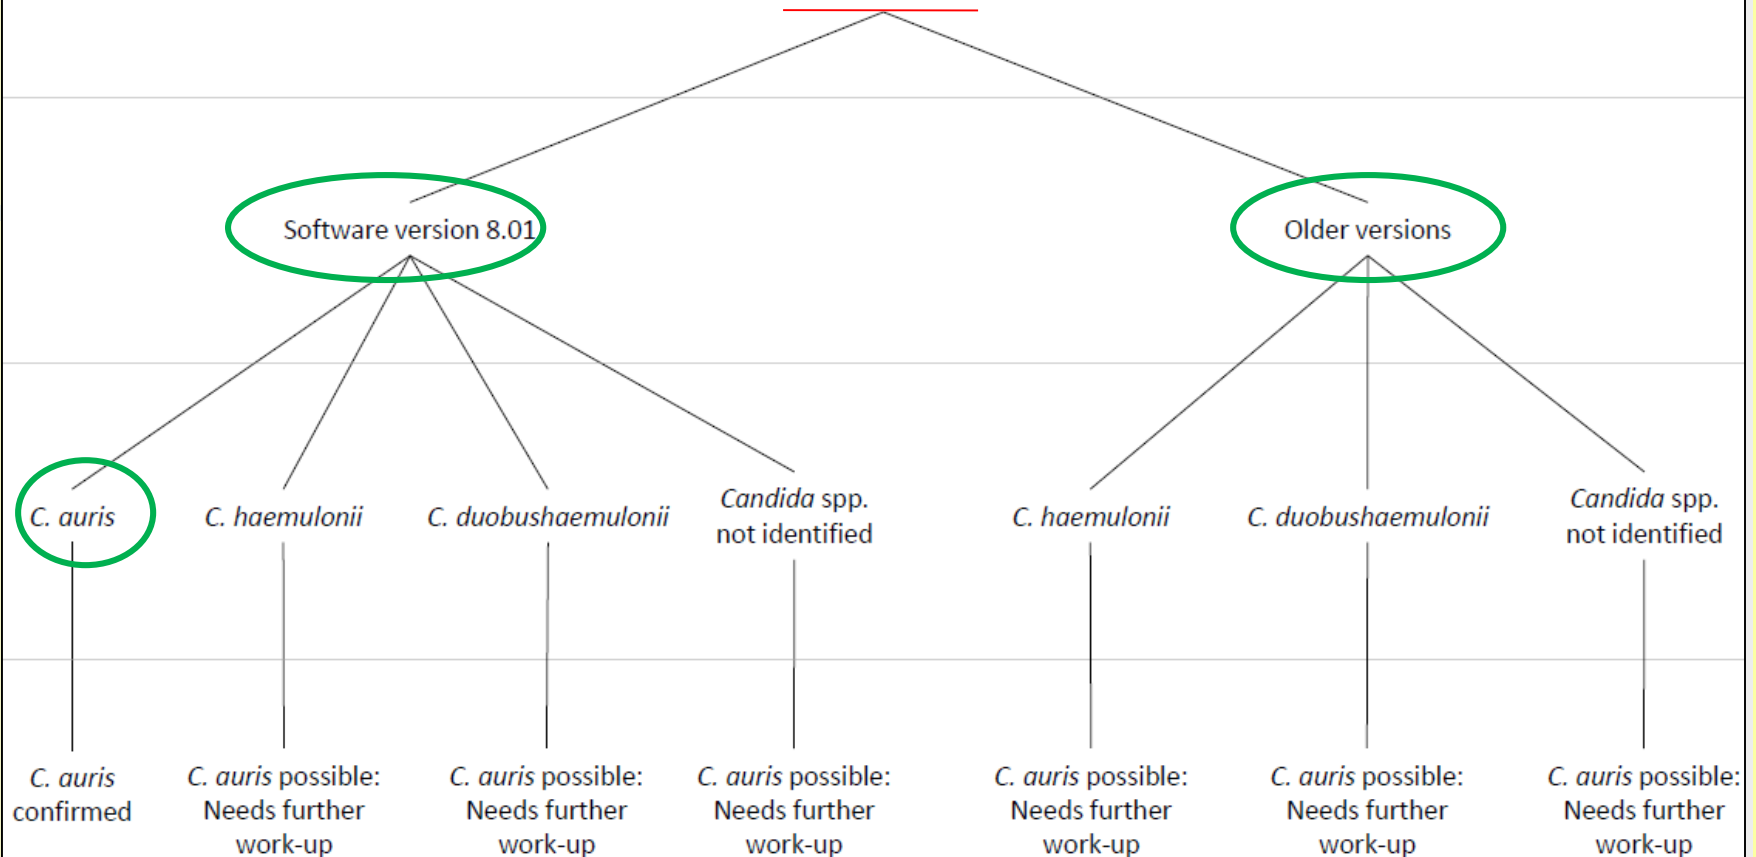 Software version 8.01
Older versions
C. auris
C. haemulonii
C. duobushaemulonii
Candida spp.
not identified
C. haemulonii
C. duobushaemulonii
Candida spp.
not identified
C. auris
confirmed
C. auris possible:
Needs further
work-up
C. auris possible:
Needs further
work-up
C. auris possible:
Needs further
work-up
C. auris possible:
Needs further
work-up
C. auris possible:
Needs further
work-up
C. auris possible:
Needs further
work-up